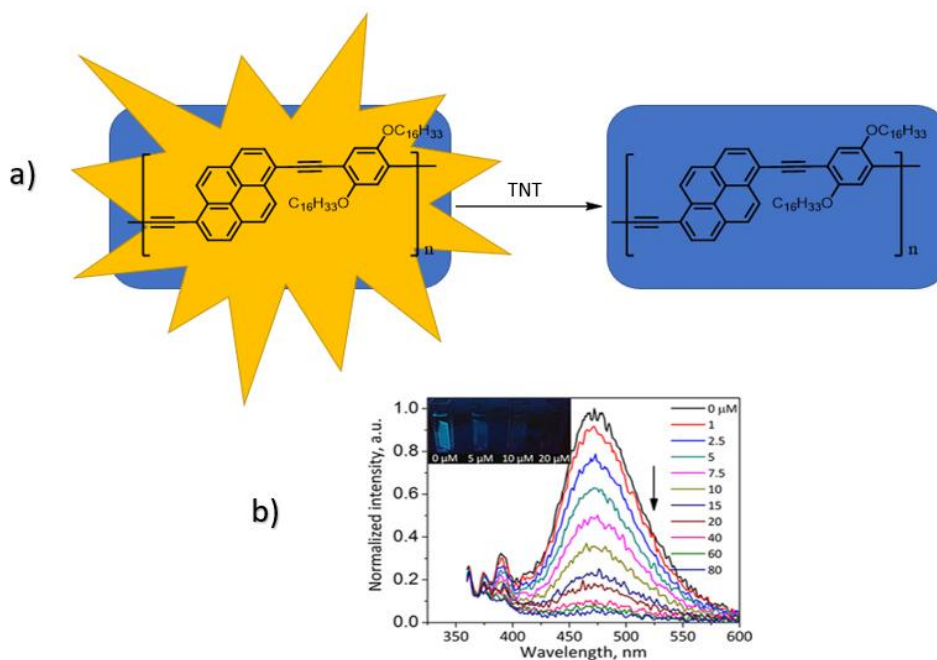 a)
OC₁₆H₃₃
C₁₆H₃₃O
n
TNT
OC₁₆H₃₃
C₁₆H₃₃O
n
b)
Normalized intensity, a.u.
1.0
0.8
0.6
0.4
0.2
0.0
0 µM 5 µM 10 µM 20 µM
0 µM
1
2.5
5
7.5
10
15
20
40
60
80
350 400 450 500 550 600
Wavelength, nm